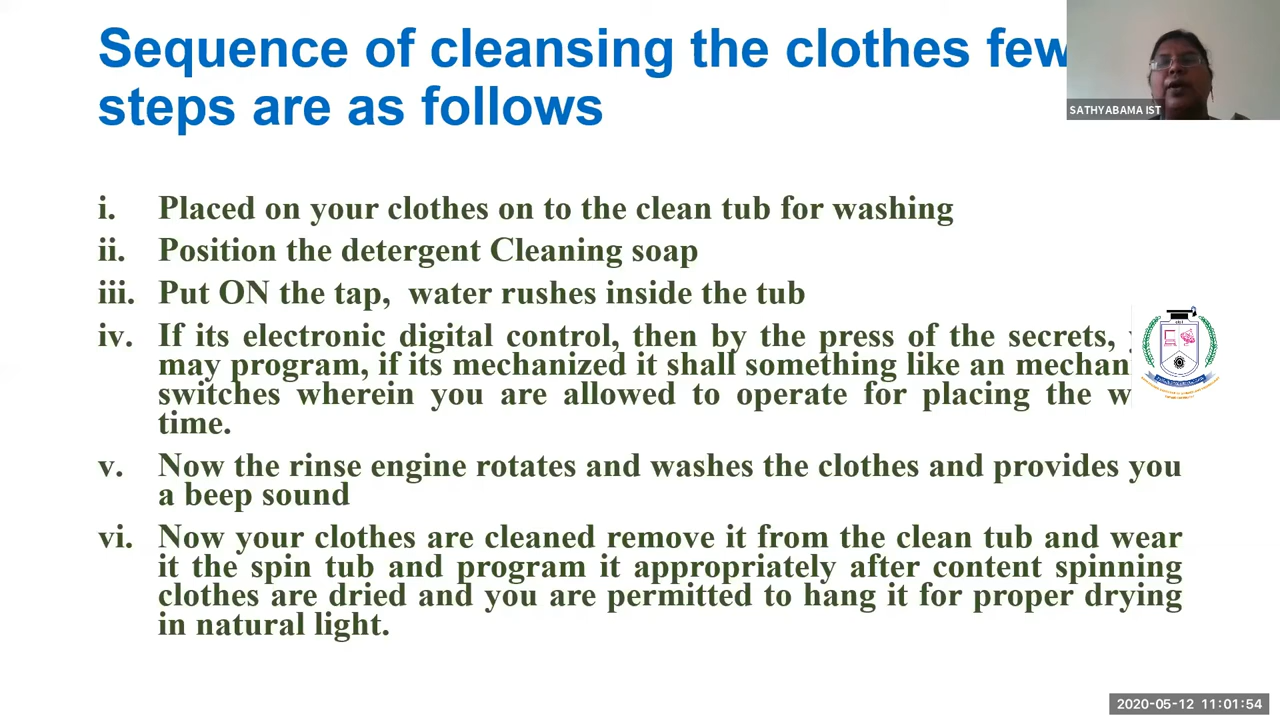 Sequence of cleansing the clothes few
steps are as follows
SATHYABAMA IST
i. Placed on your clothes on to the clean tub for washing
ii. Position the detergent Cleaning soap
iii. Put ON the tap, water rushes inside the tub
iv. If its electronic digital control, then by the press of the secrets,
may program, if its mechanized it shall something like an
switches wherein you are allowed to operate for placing the
time.
v. Now the rinse engine rotates and washes the clothes and provides you
a beep sound
vi. Now your clothes are cleaned remove it from the clean tub and wear
it the spin tub and program it appropriately after content spinning
clothes are dried and you are permitted to hang it for proper drying
in natural light.
2020-05-12 11:01:54